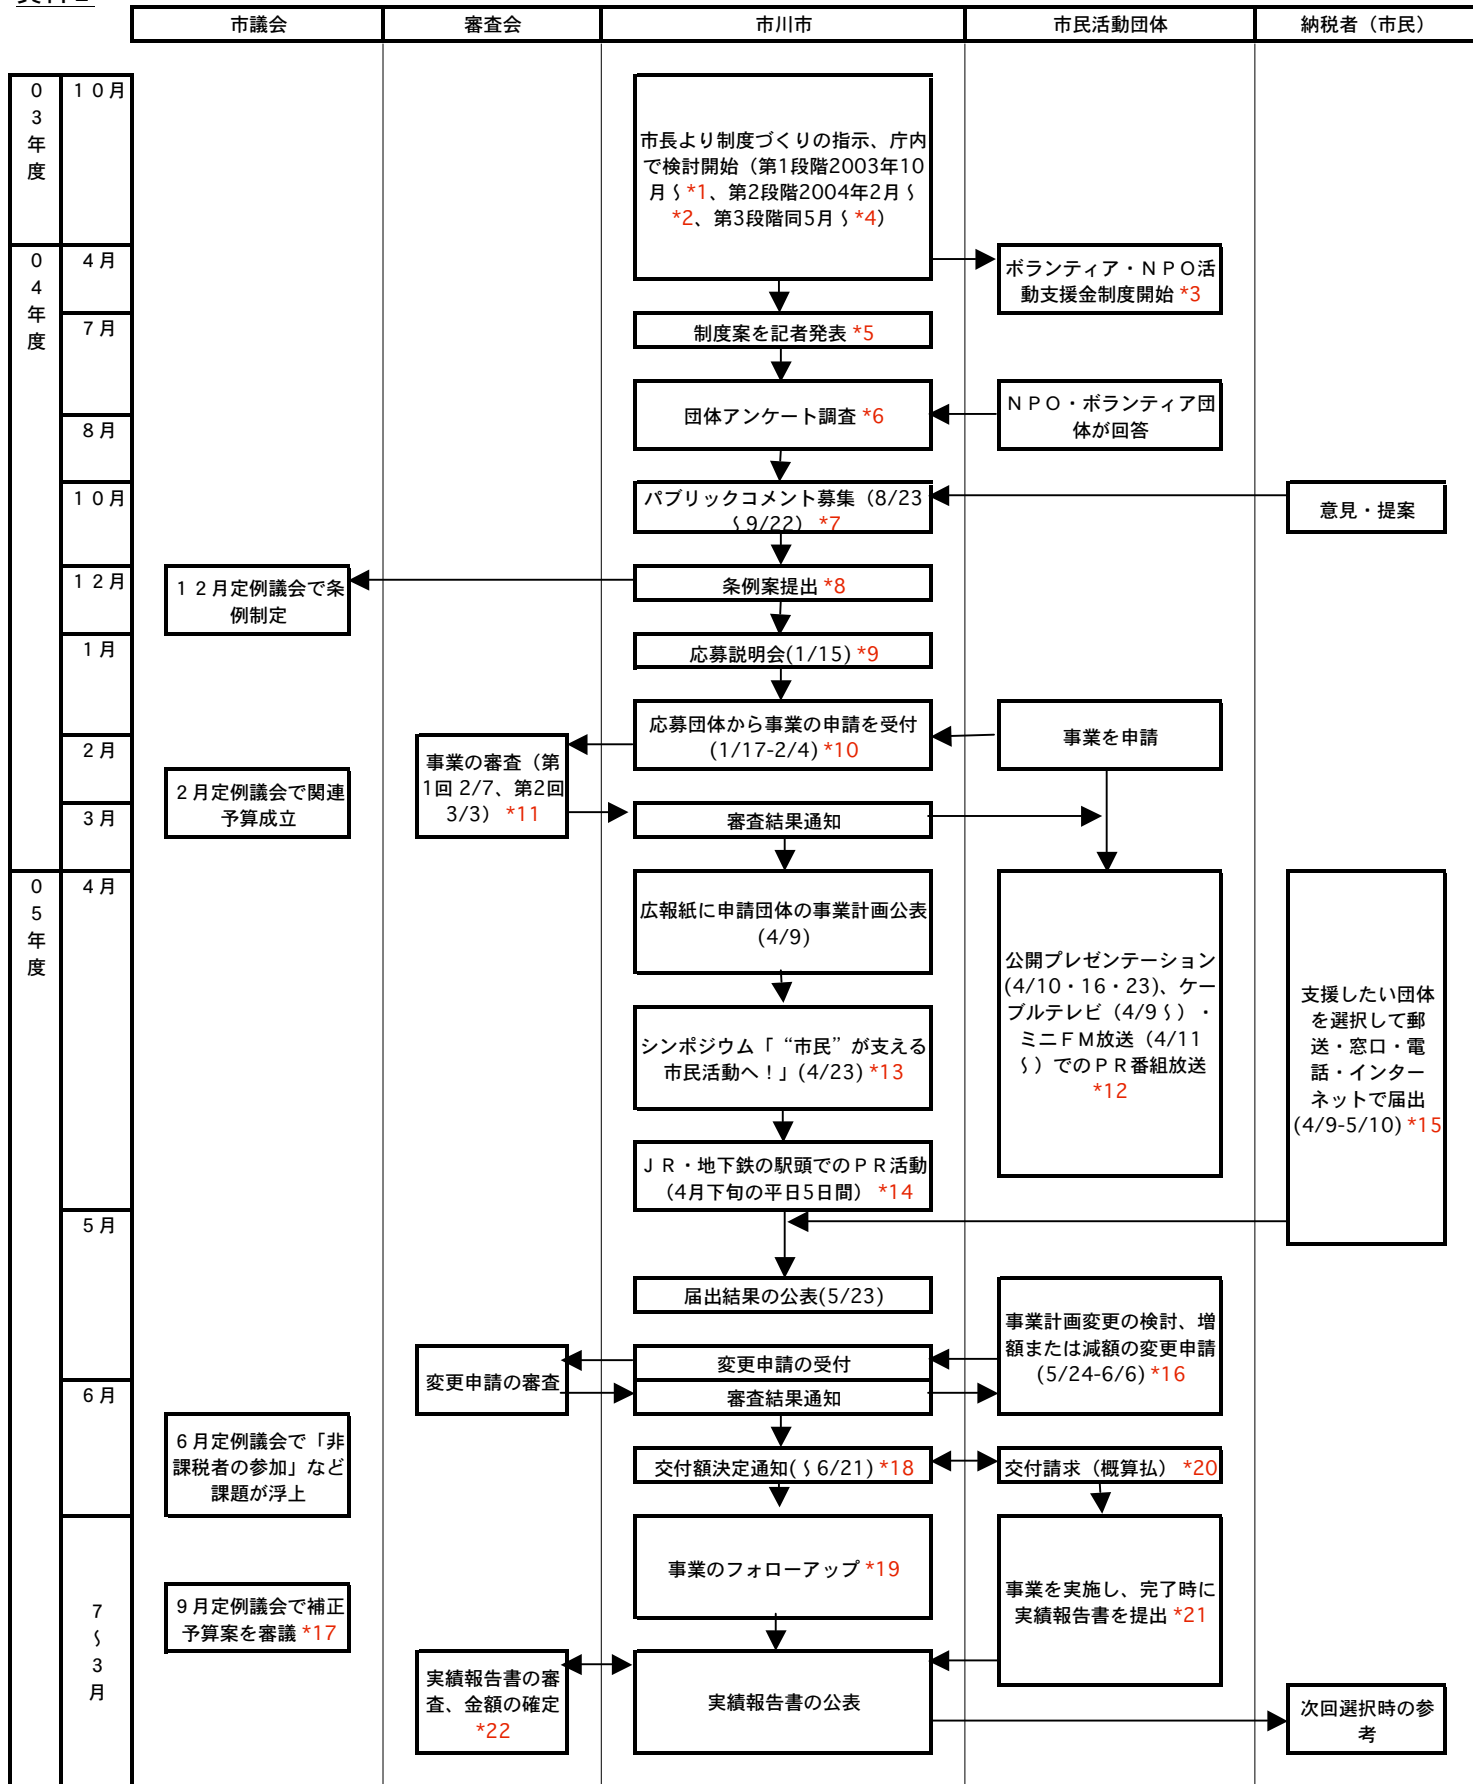 市議会
審査会
市川市
市民活動団体
納税者（市民）
０３年度
１０月
市長より制度づくりの指示、庁内
で検討開始（第1段階2003年10
月～*1、第2段階2004年2月～
*2、第3段階同5月～*4）
０４年度
４月
ボランティア・ＮＰＯ活
動支援金制度開始 *3
７月
制度案を記者発表 *5
団体アンケート調査 *6
ＮＰＯ・ボランティア団
体が回答
８月
１０月
パブリックコメント募集（8/23
～9/22） *7
意見・提案
１２月
１２月定例議会で条
例制定
条例案提出 *8
１月
応募説明会(1/15) *9
応募団体から事業の申請を受付
(1/17-2/4) *10
事業を申請
２月
事業の審査（第
1回 2/7、第2回
3/3） *11
２月定例議会で関連
予算成立
３月
審査結果通知
０５年度
４月
広報紙に申請団体の事業計画公表
(4/9)
公開プレゼンテーション
(4/10・16・23)、ケー
ブルテレビ（4/9～）・
ミニＦＭ放送（4/11
～）でのＰＲ番組放送
*12
支援したい団体
を選択して郵
送・窓口・電
話・インター
ネットで届出
(4/9-5/10) *15
シンポジウム「 “市民” が支える
市民活動へ！」(4/23) *13
ＪＲ・地下鉄の駅頭でのＰＲ活動
（4月下旬の平日5日間） *14
５月
届出結果の公表(5/23)
事業計画変更の検討、増
額または減額の変更申請
(5/24-6/6) *16
変更申請の受付
変更申請の審査
６月
審査結果通知
６月定例議会で「非
課税者の参加」など
課題が浮上
交付額決定通知(～6/21) *18
交付請求（概算払） *20
７～３月
事業のフォローアップ *19
事業を実施し、完了時に
実績報告書を提出 *21
９月定例議会で補正
予算案を審議 *17
実績報告書の審
査、金額の確定
*22
実績報告書の公表
次回選択時の参
考